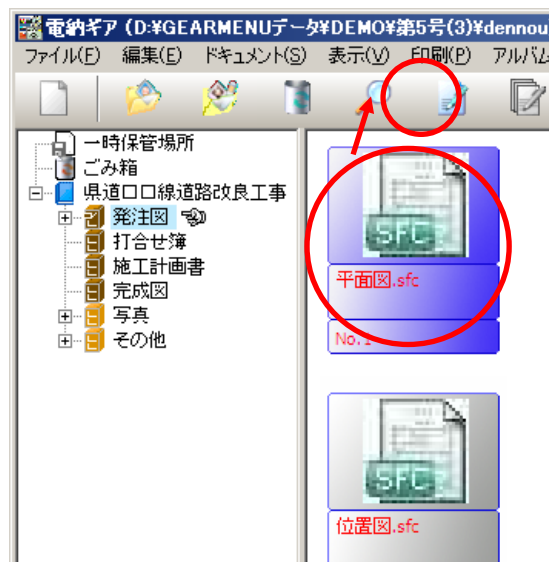 電納ギア (D:¥GEARMENUデータ¥DEMO¥第5号(3)¥dennou
ファイル(F) 編集(E) ドキュメント(S) 表示(V) 印刷(P) アルバム
一時保管場所
ごみ箱
県道口口線道路改良工事
発注図
打合せ簿
施工計画書
完成図
写真
その他
SFC
平面図.sfc
No.1
SFC
位置図.sfc